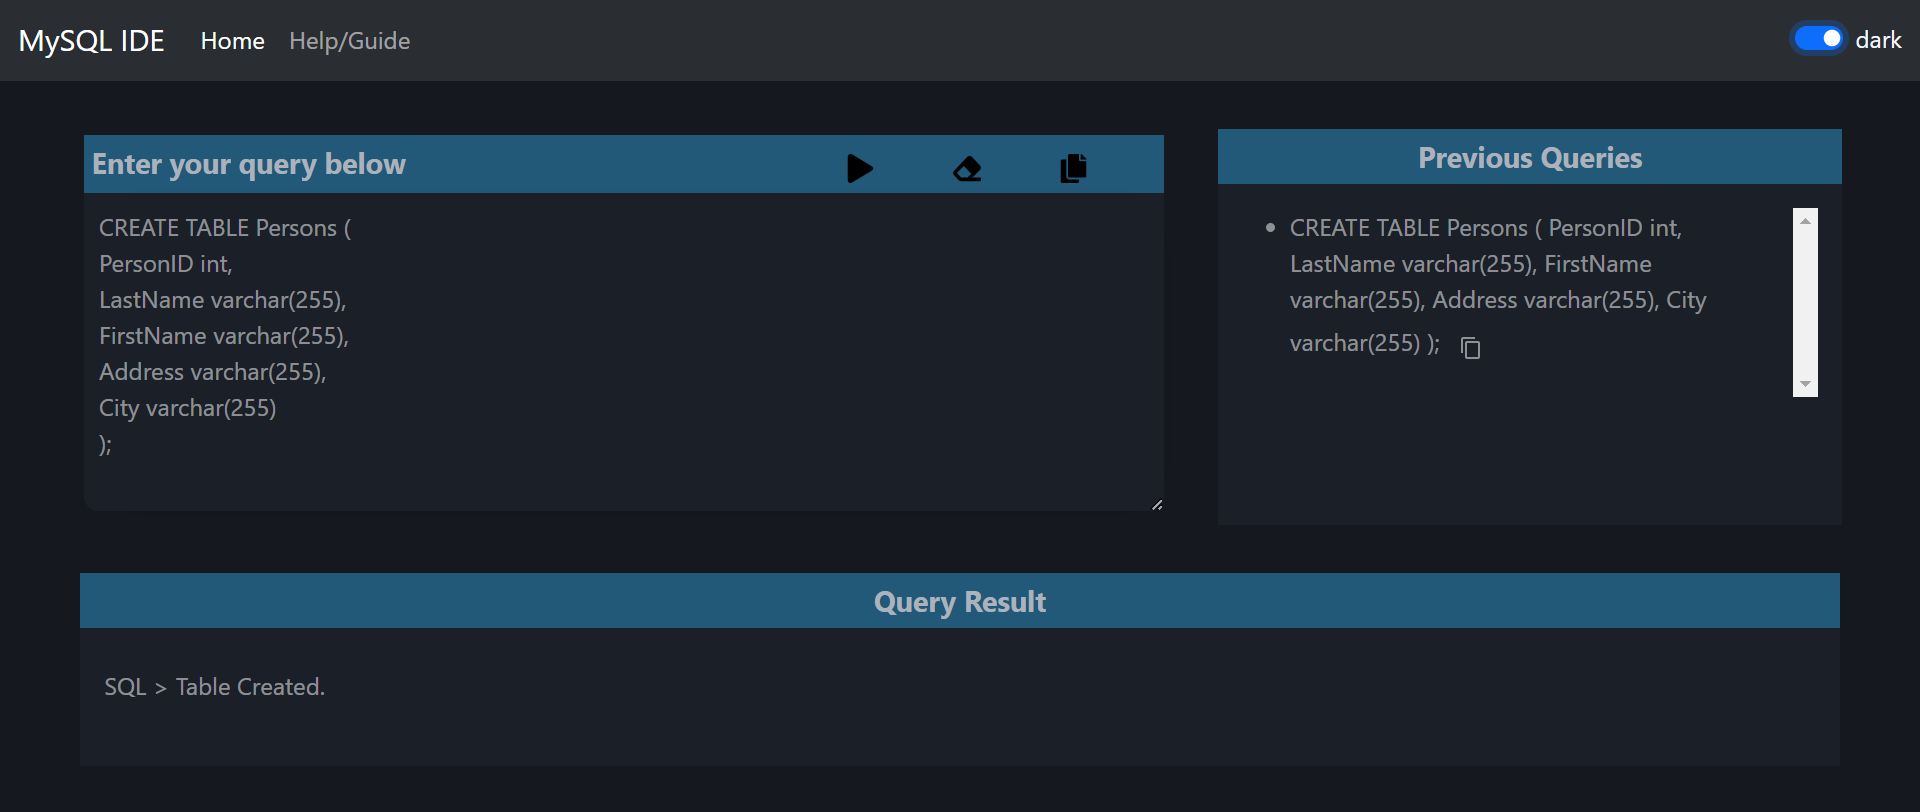 MySQL IDE Home Help/Guide dark
Enter your query below
CREATE TABLE Persons (
PersonID int,
LastName varchar(255),
FirstName varchar(255),
Address varchar(255),
City varchar(255)
);
Previous Queries
CREATE TABLE Persons ( PersonID int,
LastName varchar(255), FirstName
varchar(255), Address varchar(255), City
varchar(255) );
Query Result
SQL > Table Created.